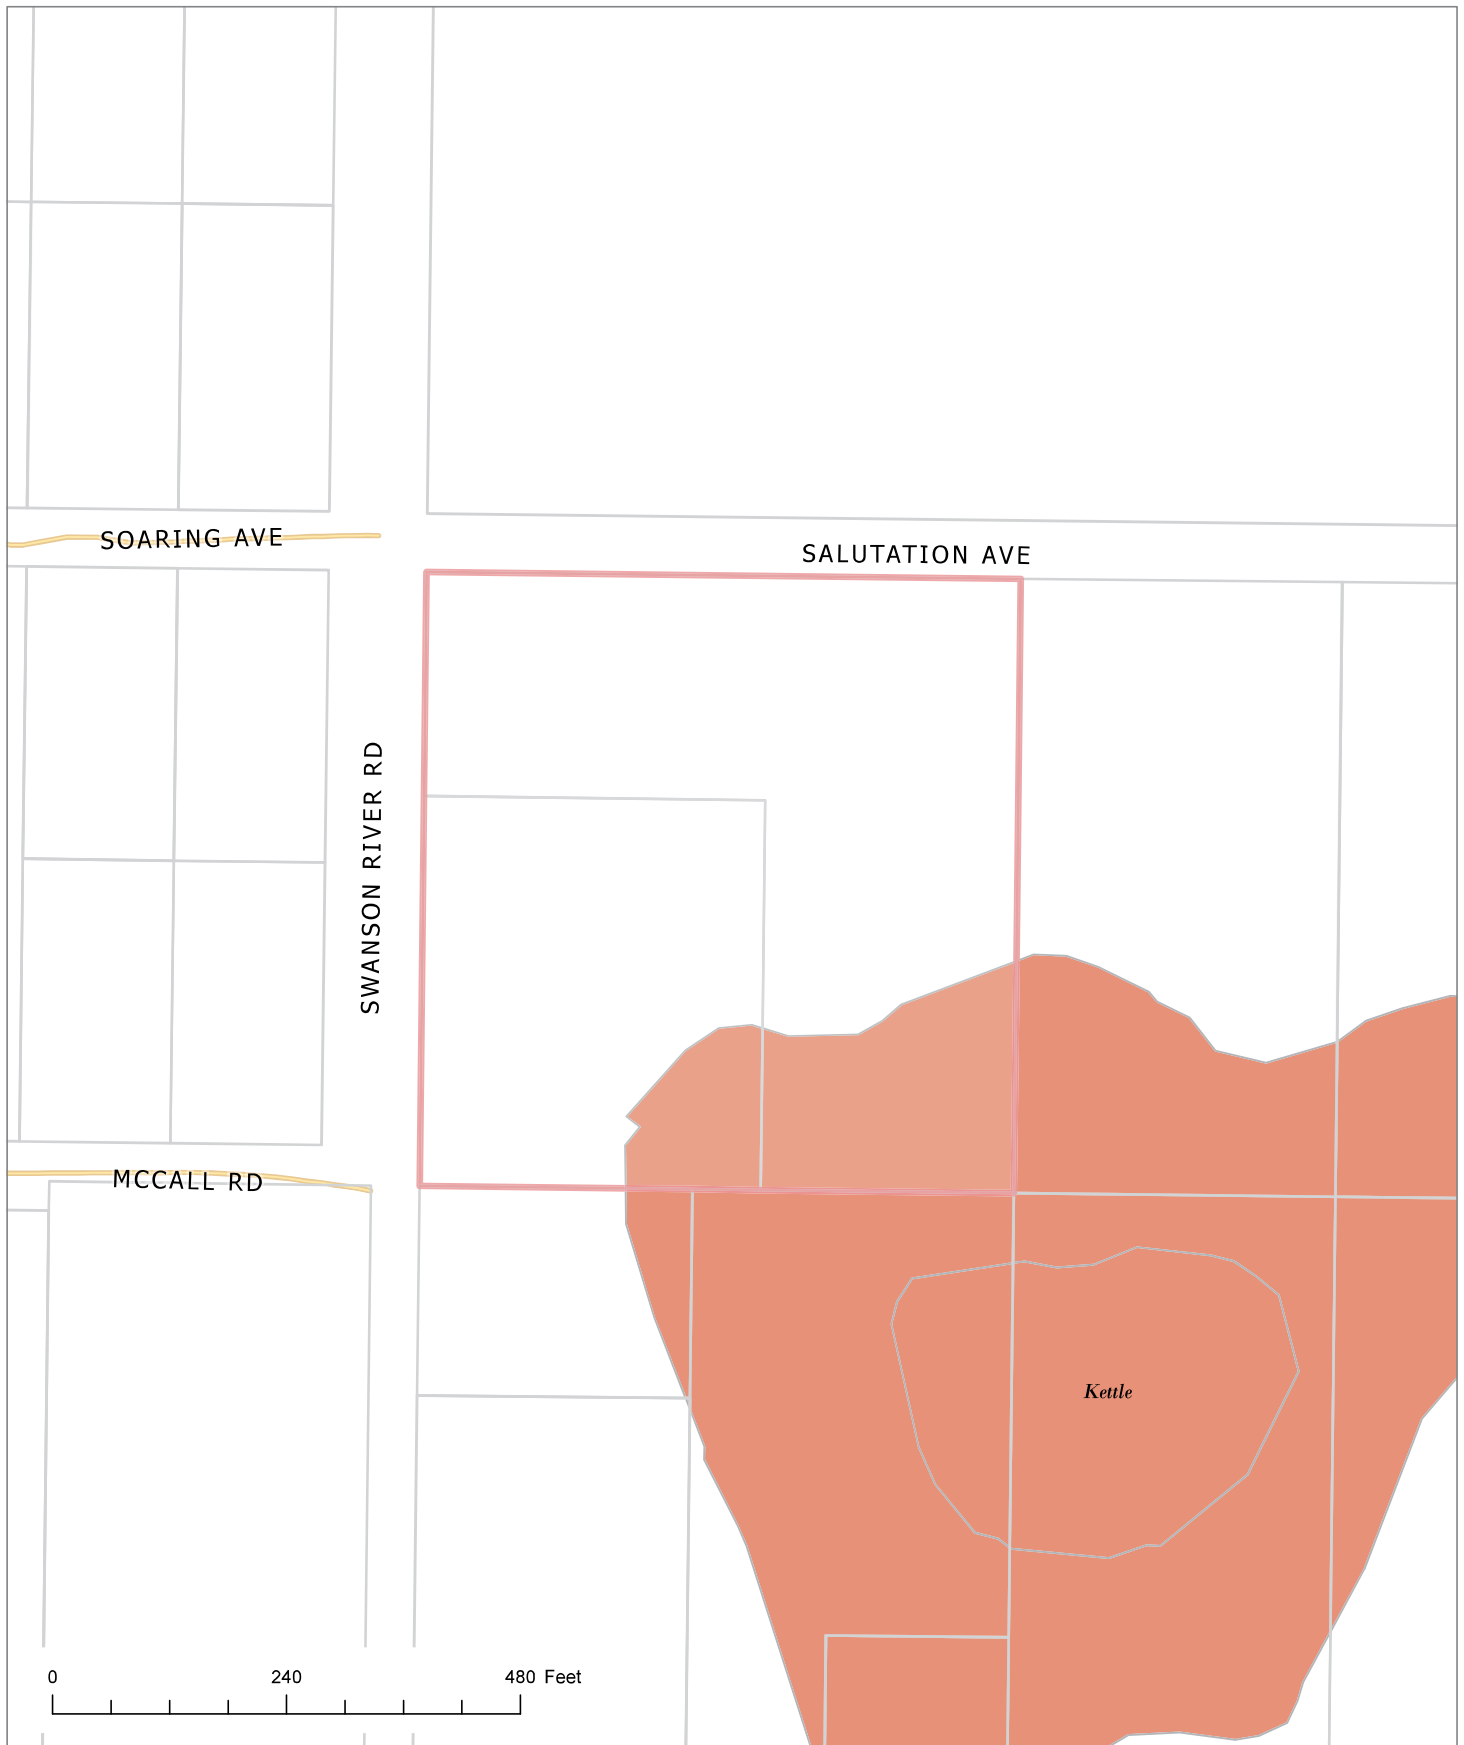 SOARING AVE
SALUTATION AVE
SWANSON RIVER RD
MCCALL RD
Kettle
0 240 480 Feet